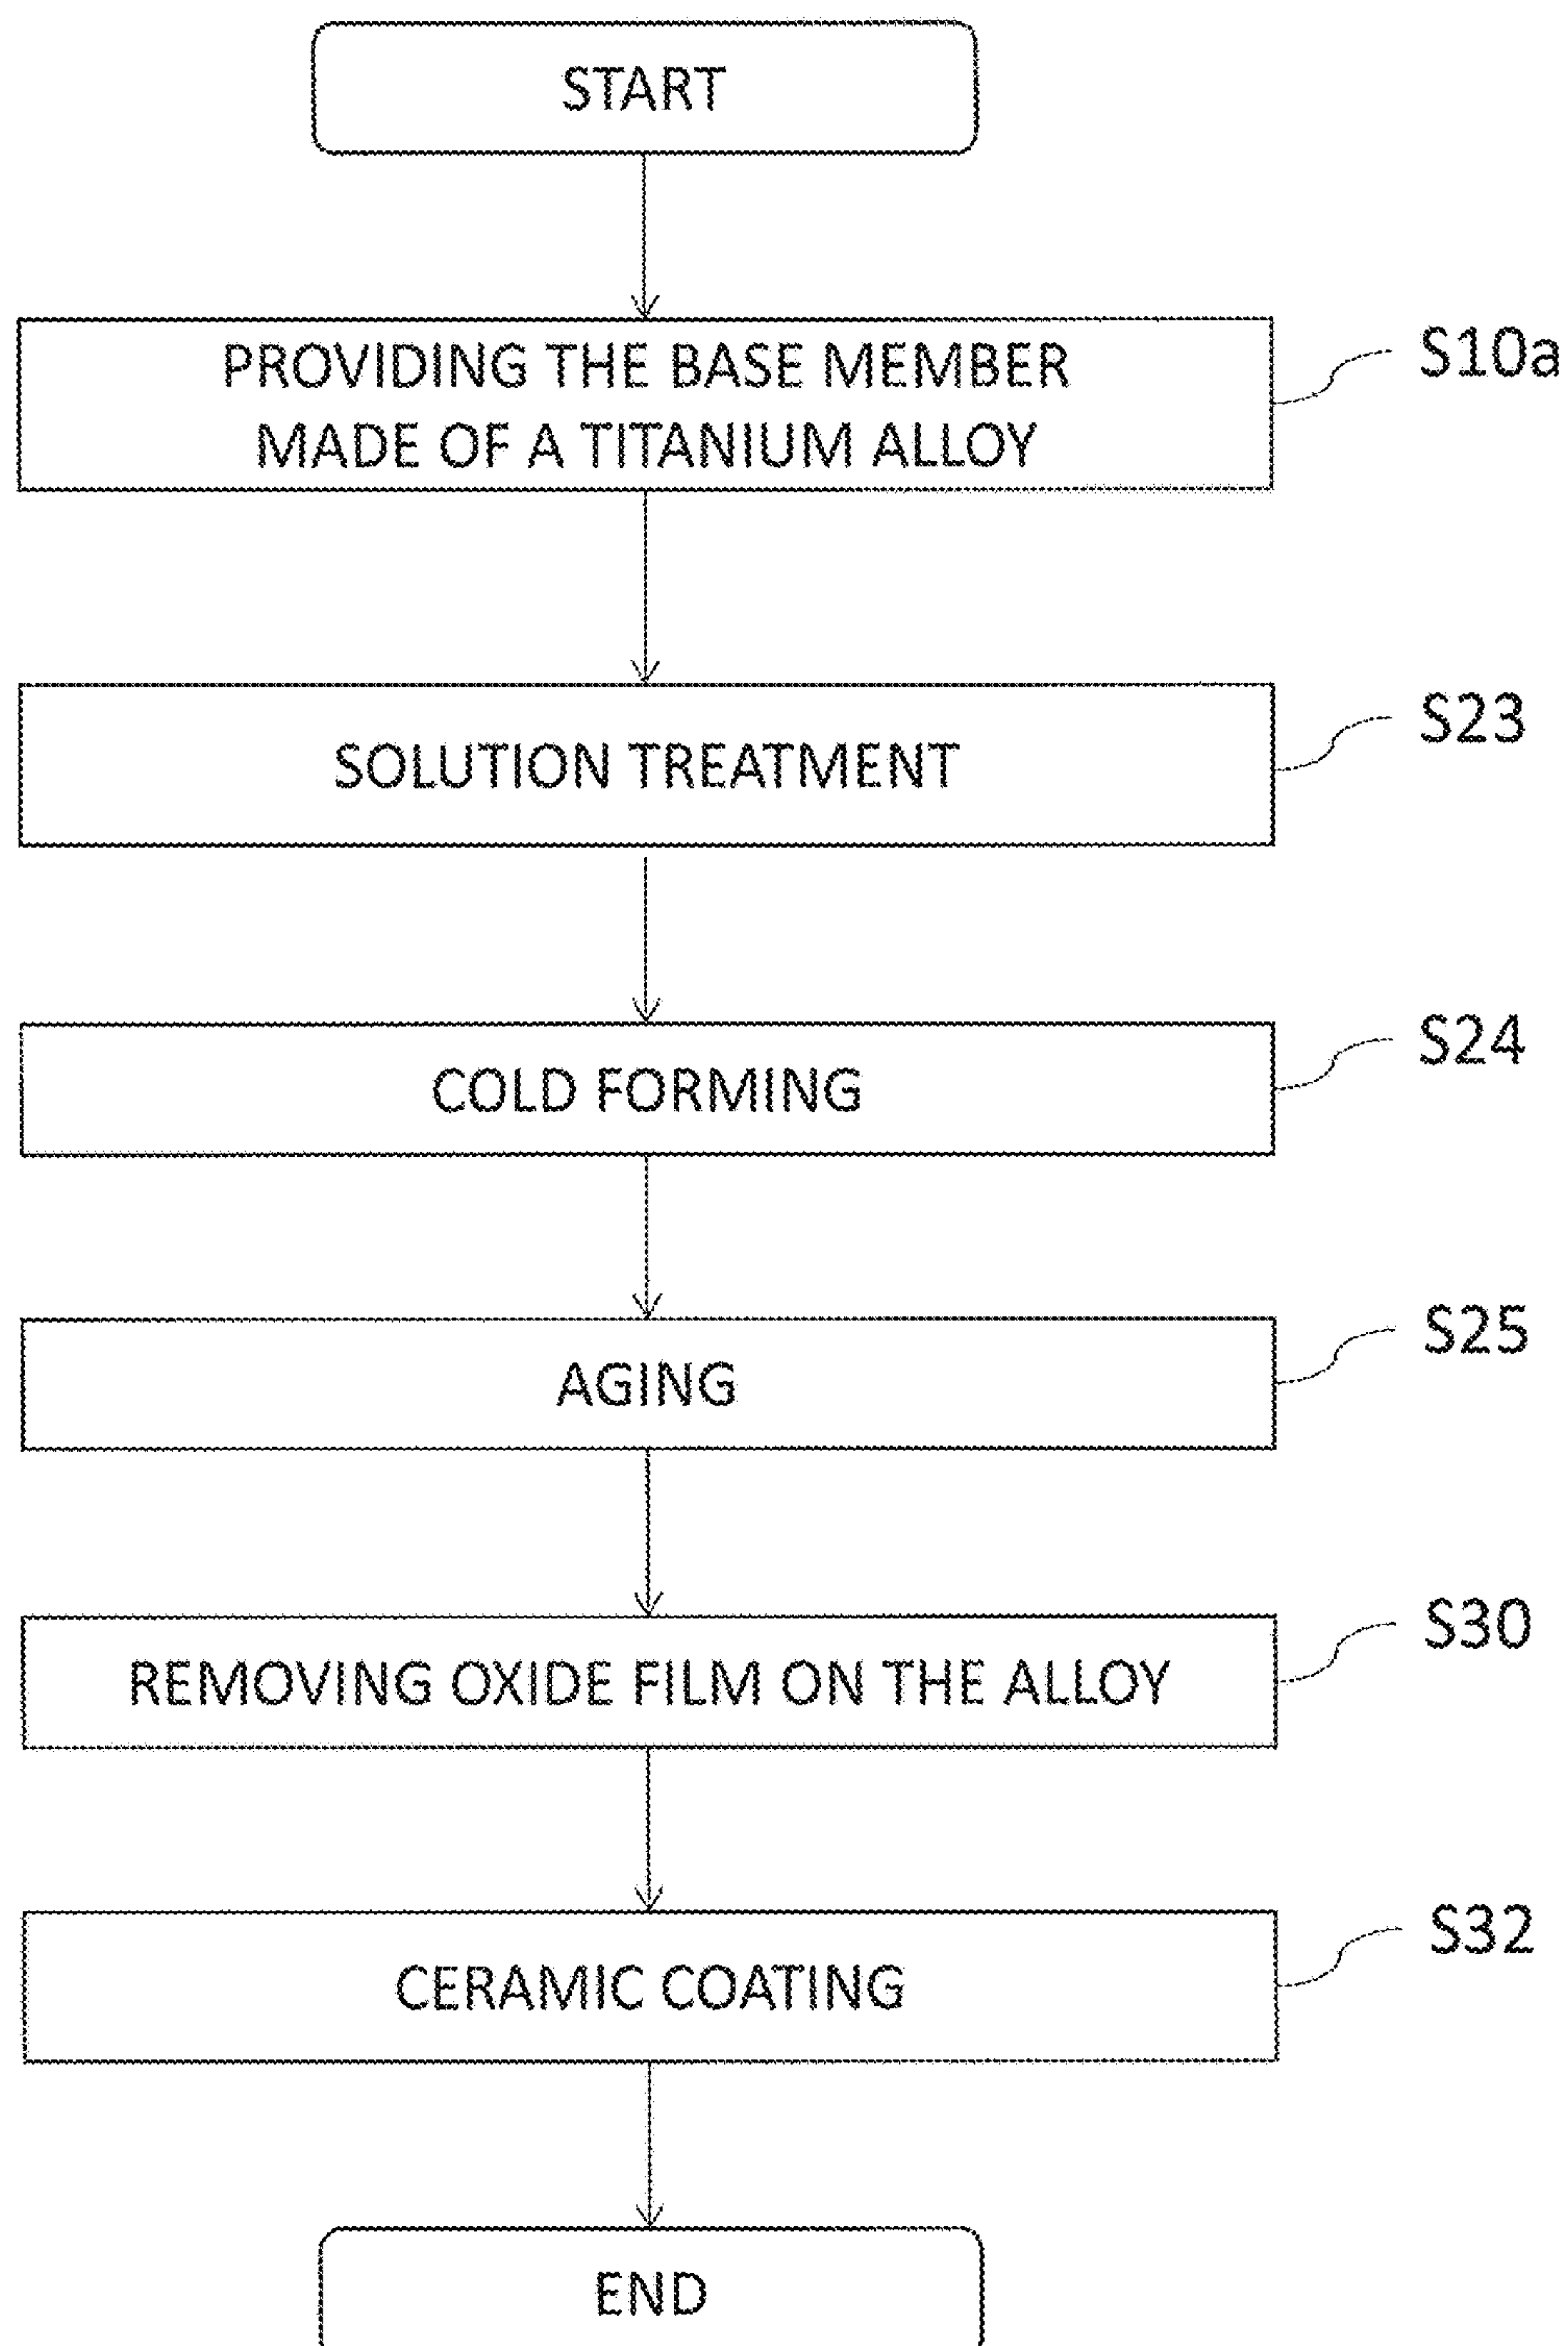 START
PROVIDING THE BASE MEMBER
MADE OF A TITANIUM ALLOY
S10a
SOLUTION TREATMENT
S23
COLD FORMING
S24
AGING
S25
REMOVING OXIDE FILM ON THE ALLOY
S30
CERAMIC COATING
S32
END